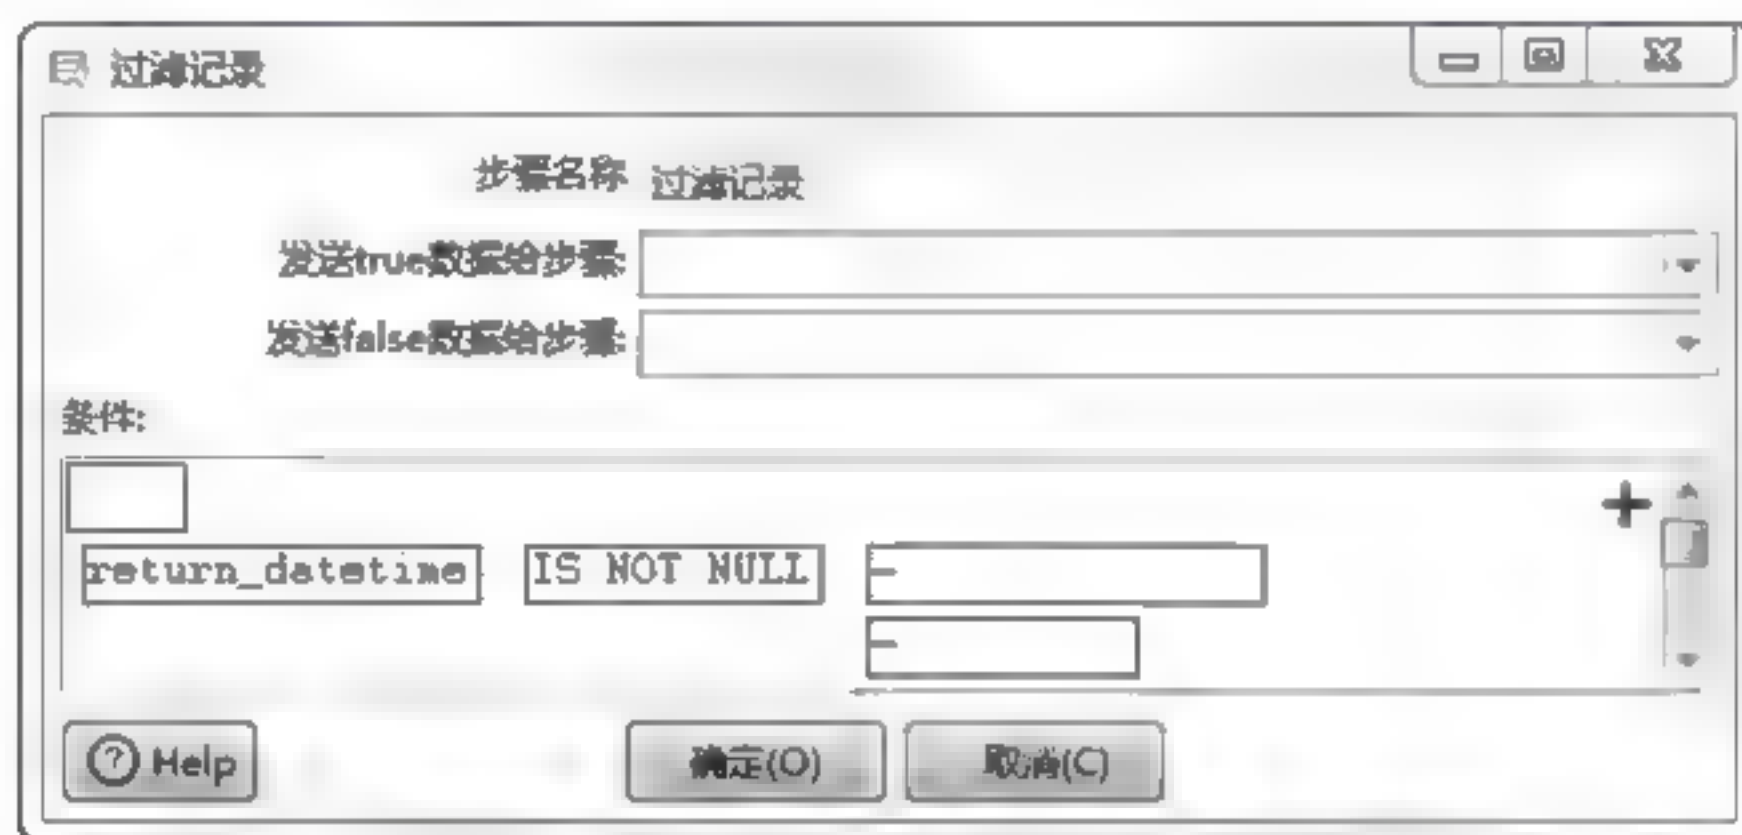 过滤记录
步骤名称 过滤记录
发送true数据给步骤:
发送false数据给步骤:
条件:
return_datetime IS NOT NULL
Help 确定(O) 取消(C)